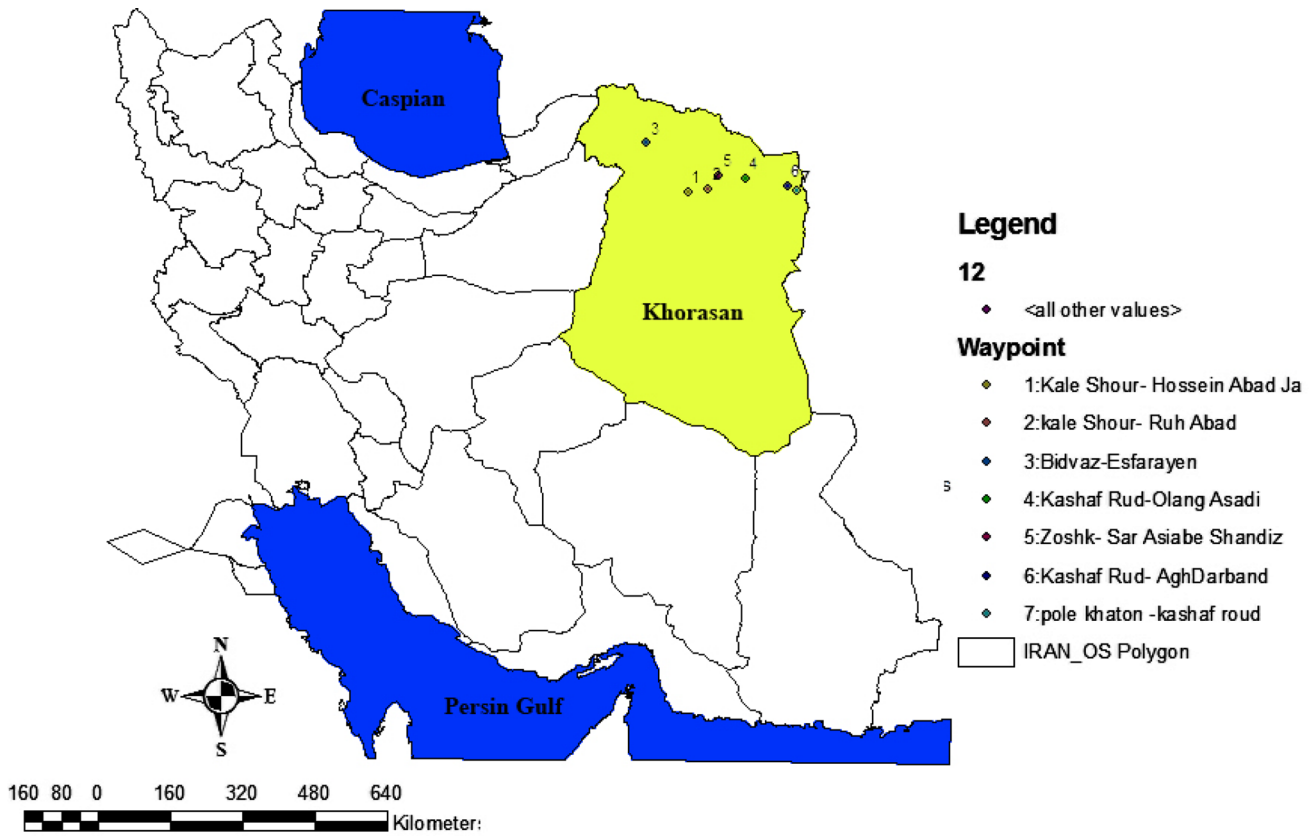 Caspian
3
5
4
1
2
6
7
Khorasan
Persin Gulf
N
W E
S
160 80 0 160 320 480 640
Kilometer:
Legend
12
<all other values>
Waypoint
1:Kale Shour- Hossein Abad Ja
2:kale Shour- Ruh Abad
3:Bidvaz-Esfarayen
4:Kashaf Rud-Olang Asadi
s
5:Zoshk- Sar Asiabe Shandiz
6:Kashaf Rud- AghDarband
7:pole khaton -kashaf roud
IRAN_OS Polygon